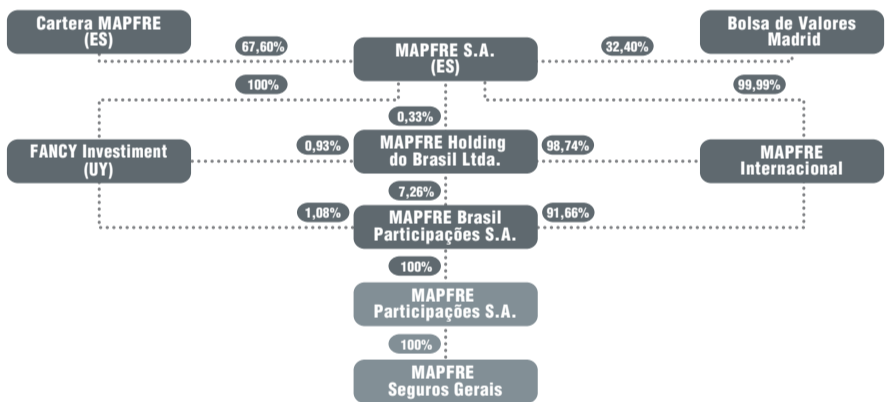 Cartera MAPFRE
(ES)
67,60%
MAPFRE S.A.
(ES)
32,40%
Bolsa de Valores
Madrid
100%
99,99%
0,33%
FANCY Investiment
(UY)
0,93%
MAPFRE Holding
do Brasil Ltda.
98,74%
MAPFRE
Internacional
7,26%
1,08%
MAPFRE Brasil
Participações S.A.
91,66%
100%
MAPFRE
Participações S.A.
100%
MAPFRE
Seguros Gerais